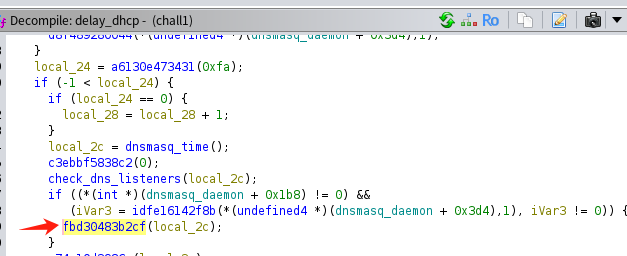 Decompile: delay_dhcp - (chall1)
Ro
(*(undefined4 *)(dnsmasq_daemon + 0x3d4),1);
}
local_24 = a6130e473431(0xfa);
if (-1 < local_24) {
if (local_24 == 0) {
local_28 = local_28 + 1;
}
local_2c = dnsmasq_time();
c3ebbf5838c2(0);
check_dns_listeners(local_2c);
if ((*(int *)(dnsmasq_daemon + 0x1b8) != 0) &&
(iVar3 = idfe16142f8b(*(undefined4 *)(dnsmasq_daemon + 0x3d4),1), iVar3 != 0)) {
fbd30483b2cf(local_2c);
}